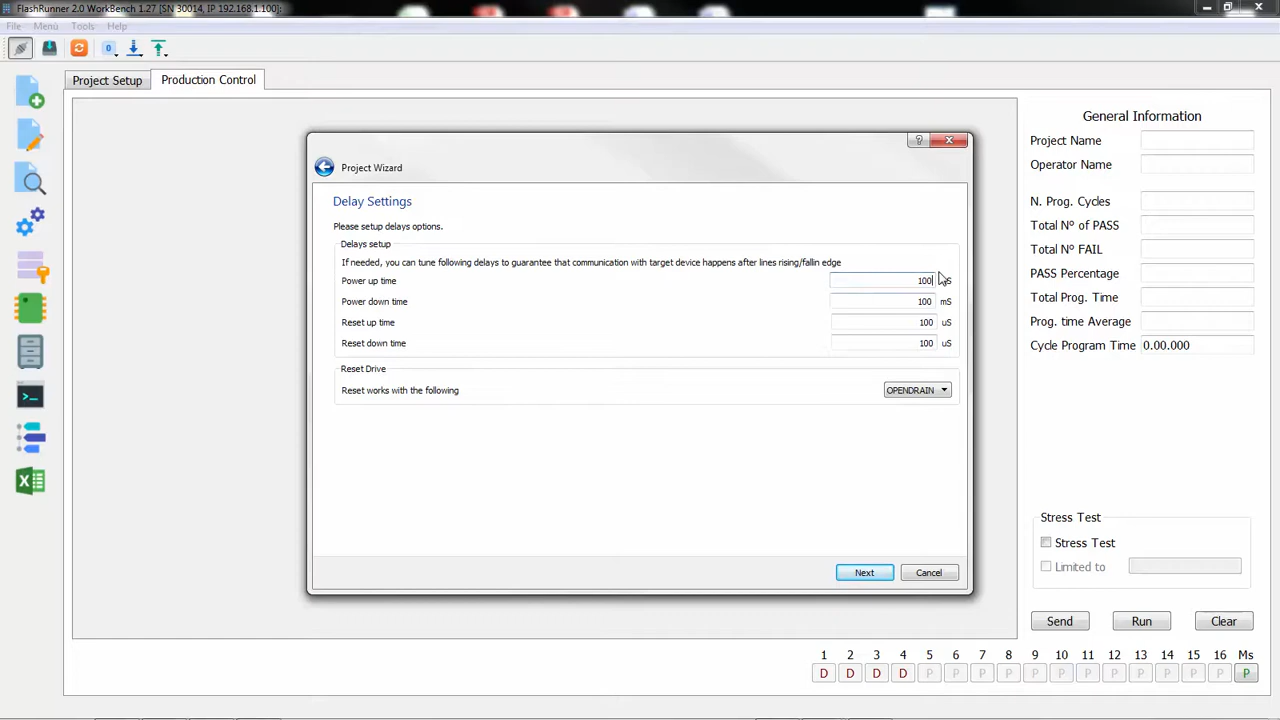 FlashRunner 2.0 WorkBench 1.27 [SN 30014, IP 192.168.1.100]:
File Menù Tools Help
0
Project Setup Production Control
General Information
Project Name
Operator Name
N. Prog. Cycles
Total Nº of PASS
Total Nº FAIL
PASS Percentage
Total Prog. Time
Prog. time Average
Cycle Program Time 0.00.000
Project Wizard
Delay Settings
Please setup delays options.
Delays setup
If needed, you can tune following delays to guarantee that communication with target device happens after lines rising/fallin edge
Power up time 100
Power down time 100 mS
Reset up time 100 uS
Reset down time 100 uS
Reset Drive
Reset works with the following OPENDRAIN
Next Cancel
Stress Test
Stress Test
Limited to
Send Run Clear
1 2 3 4 5 6 7 8 9 10 11 12 13 14 15 16 Ms
D D D D P P P P P P P P P P P P P